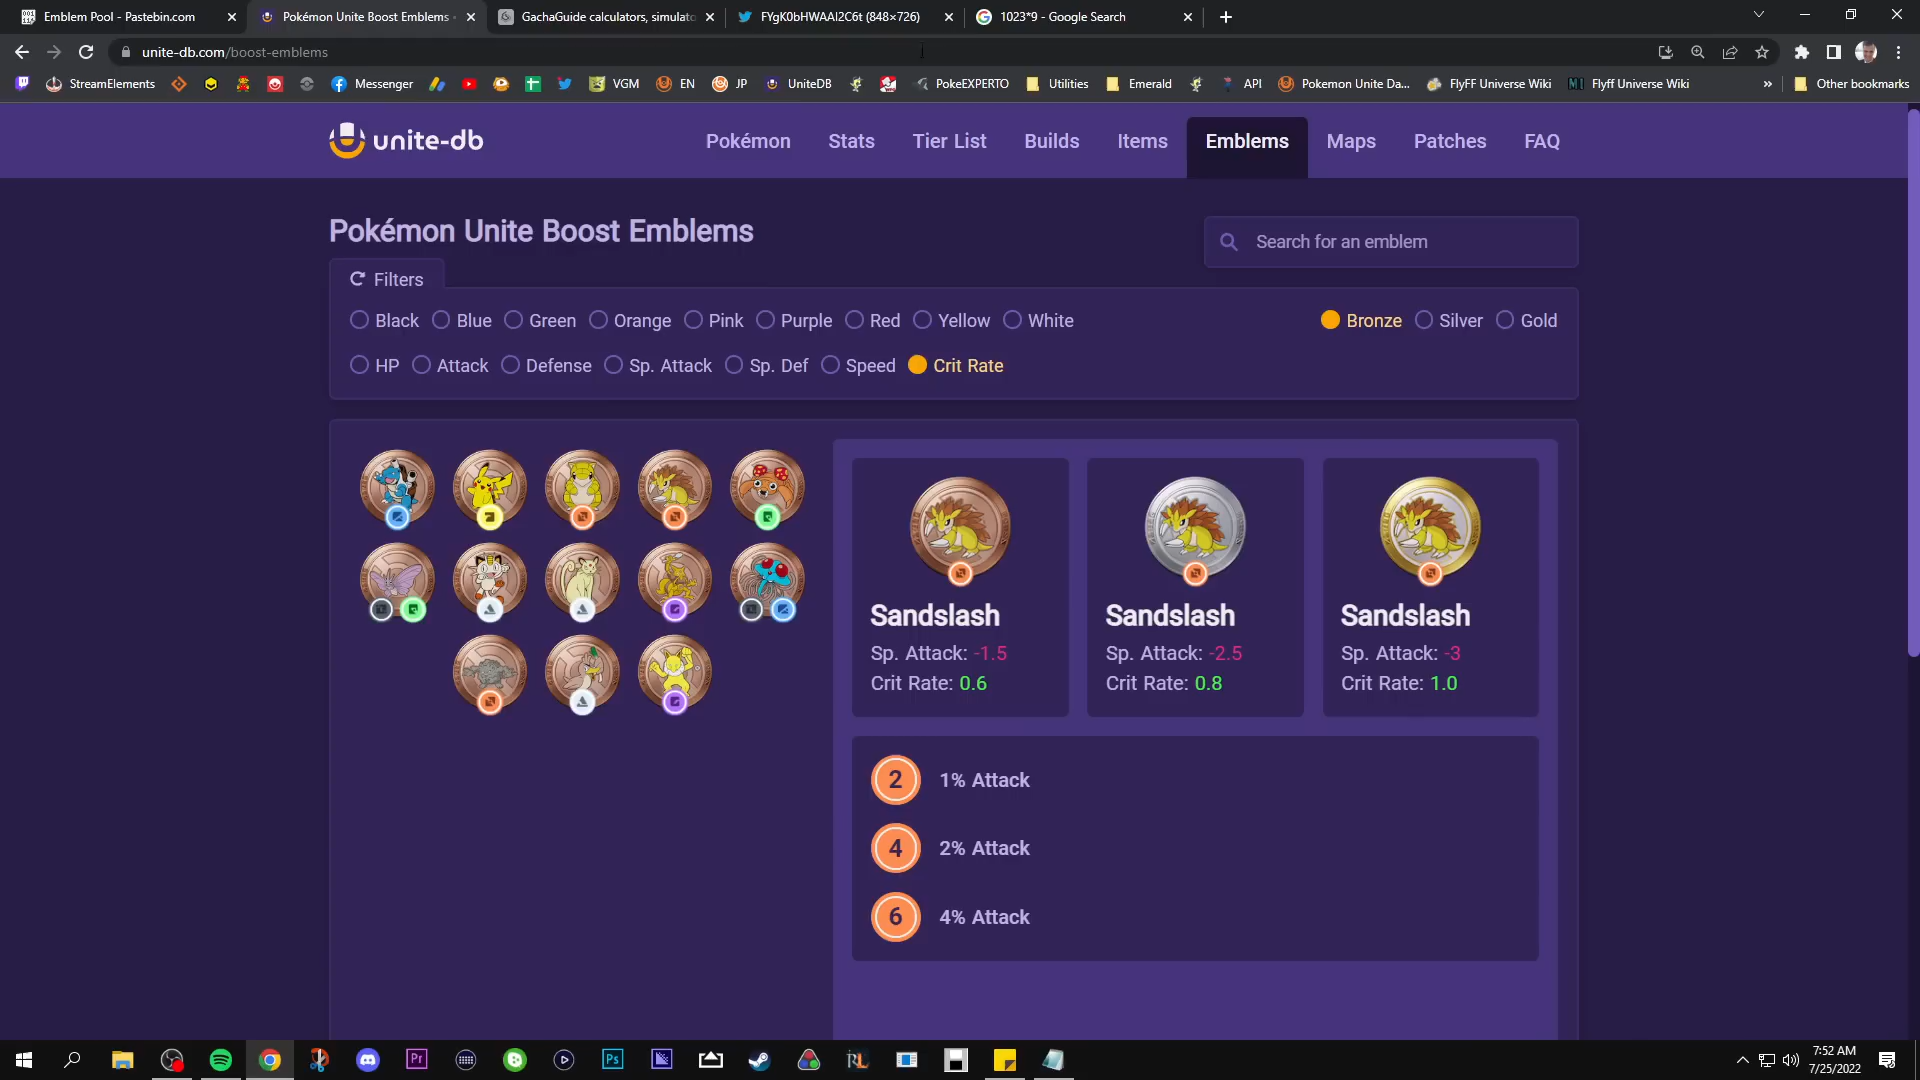 Emblem Pool - Pastebin.com
Pokémon Unite Boost Emblems
GachaGuide calculators, simulato
FYgK0bHWAAI2C6t (848×726)
1023*9 - Google Search
unite-db.com/boost-emblems
StreamElements
Messenger
VGM
EN
JP
UniteDB
PokeEXPERTO
Utilities
Emerald
API
Pokemon Unite Da...
FlyFF Universe Wiki
Flyff Universe Wiki
Other bookmarks
unite-db
Pokémon
Stats
Tier List
Builds
Items
Emblems
Maps
Patches
FAQ
Pokémon Unite Boost Emblems
Search for an emblem
Filters
Black
Blue
Green
Orange
Pink
Purple
Red
Yellow
White
Bronze
Silver
Gold
HP
Attack
Defense
Sp. Attack
Sp. Def
Speed
Crit Rate
Sandslash
Sp. Attack: -1.5
Crit Rate: 0.6
Sandslash
Sp. Attack: -2.5
Crit Rate: 0.8
Sandslash
Sp. Attack: -3
Crit Rate: 1.0
2 1% Attack
4 2% Attack
6 4% Attack
Pr
Ps
7:52 AM
7/25/2022